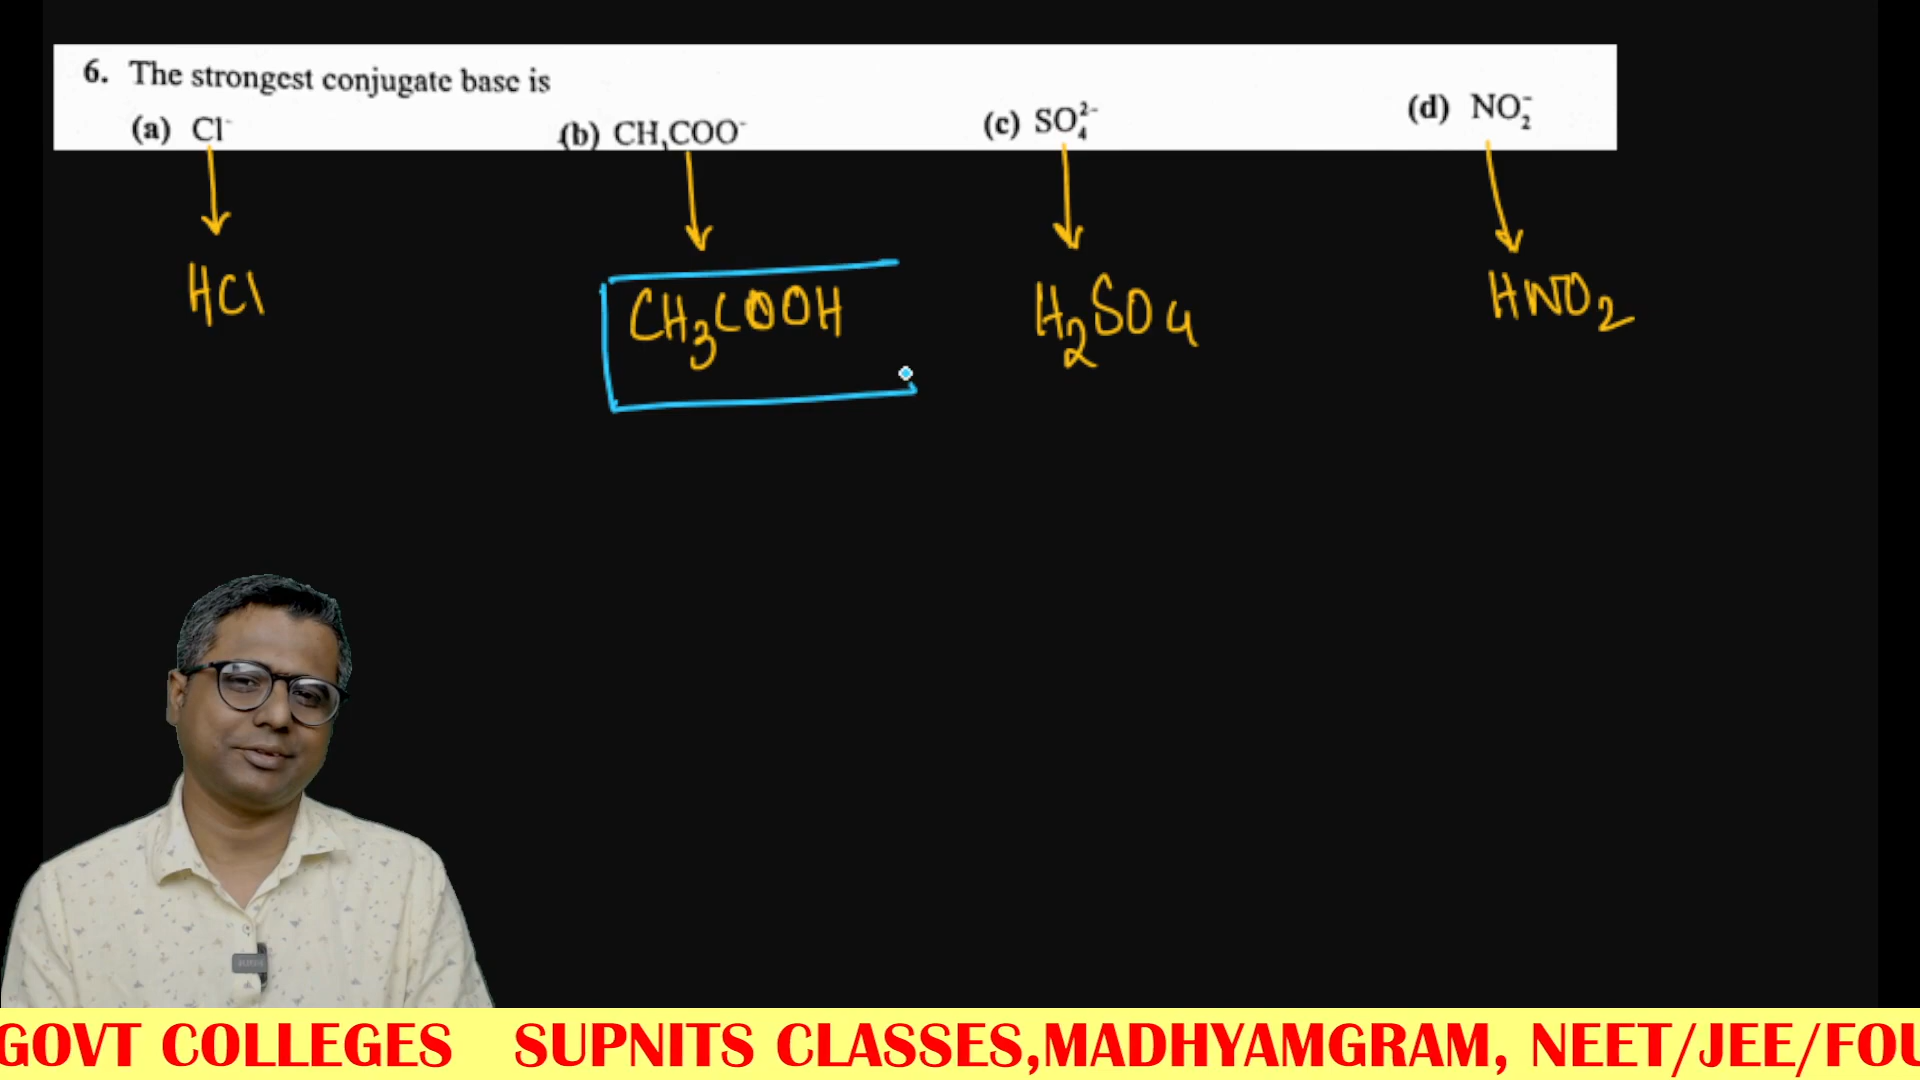 6. The strongest conjugate base is
(a) Cl⁻ (b) CH₃COO⁻ (c) SO₄²⁻ (d) NO₂⁻
HCl CH₃COOH H₂SO₄ HNO₂
GOVT COLLEGES SUPNITS CLASSES,MADHYAMGRAM, NEET/JEE/FOU